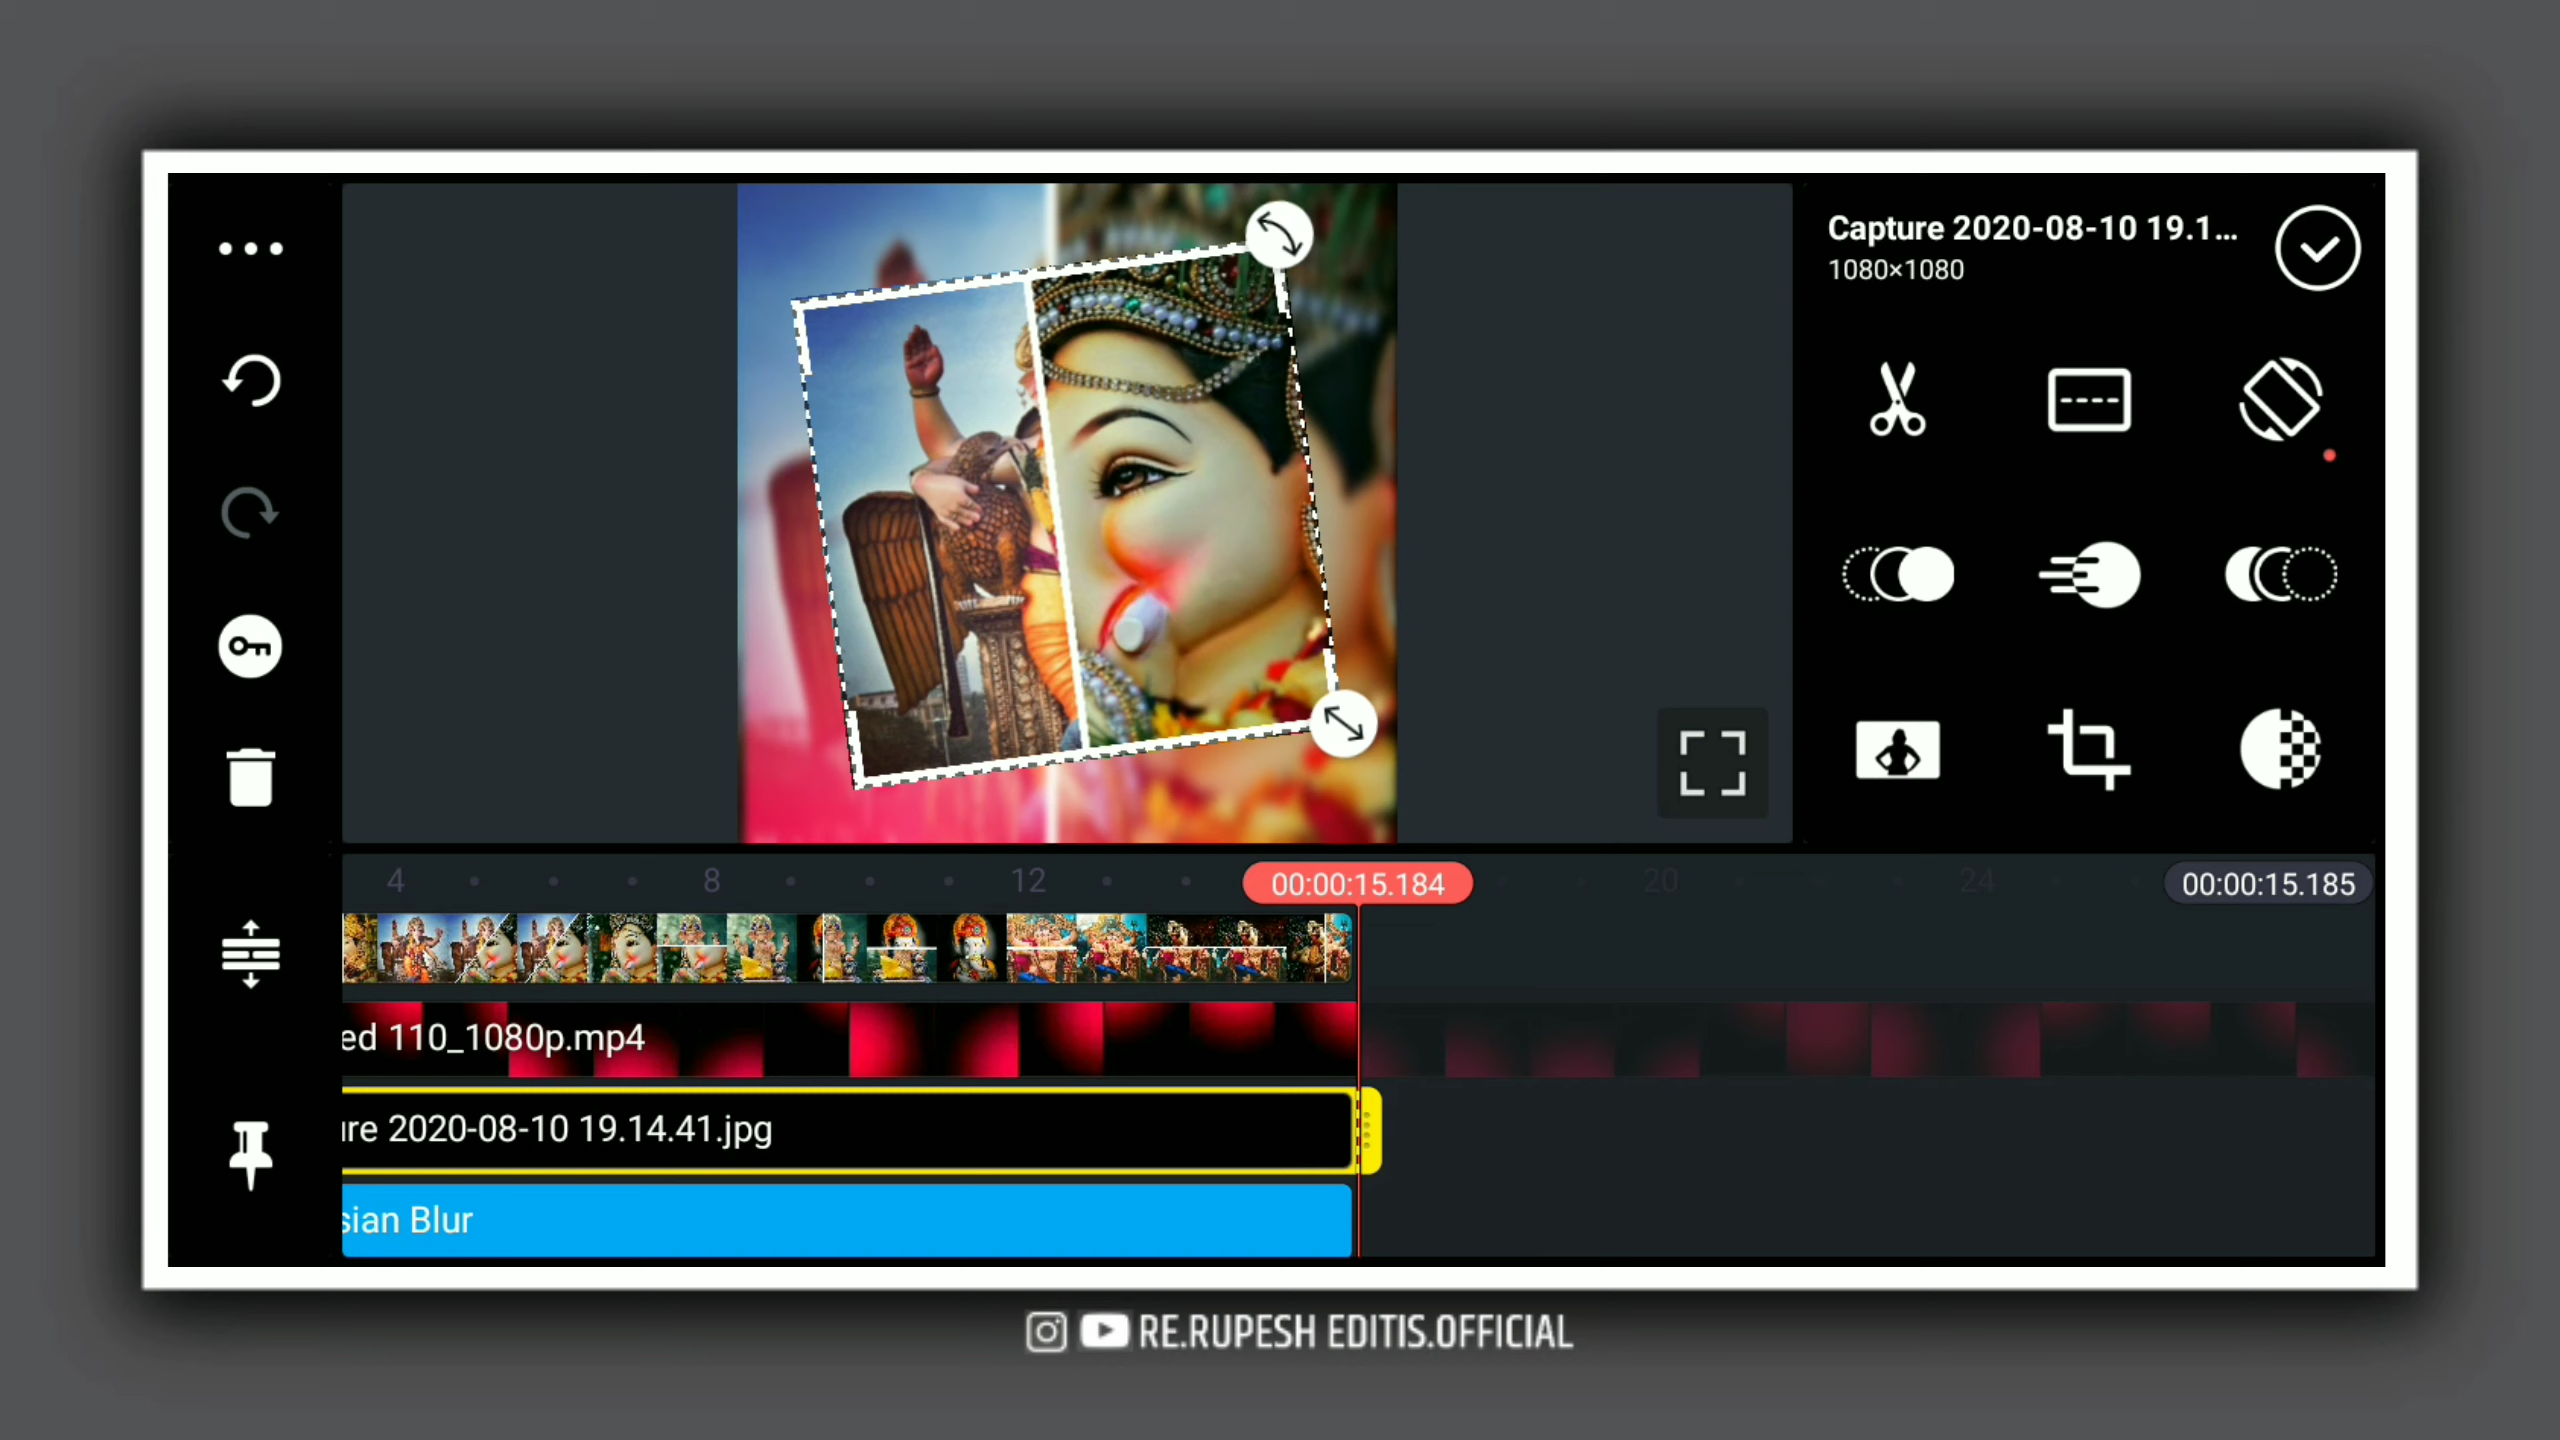 Capture 2020-08-10 19.1...
1080×1080
4 8 12 00:00:15.184 20 24 00:00:15.185
ed 110_1080p.mp4
ure 2020-08-10 19.14.41.jpg
sian Blur
RE.RUPESH EDITIS.OFFICIAL